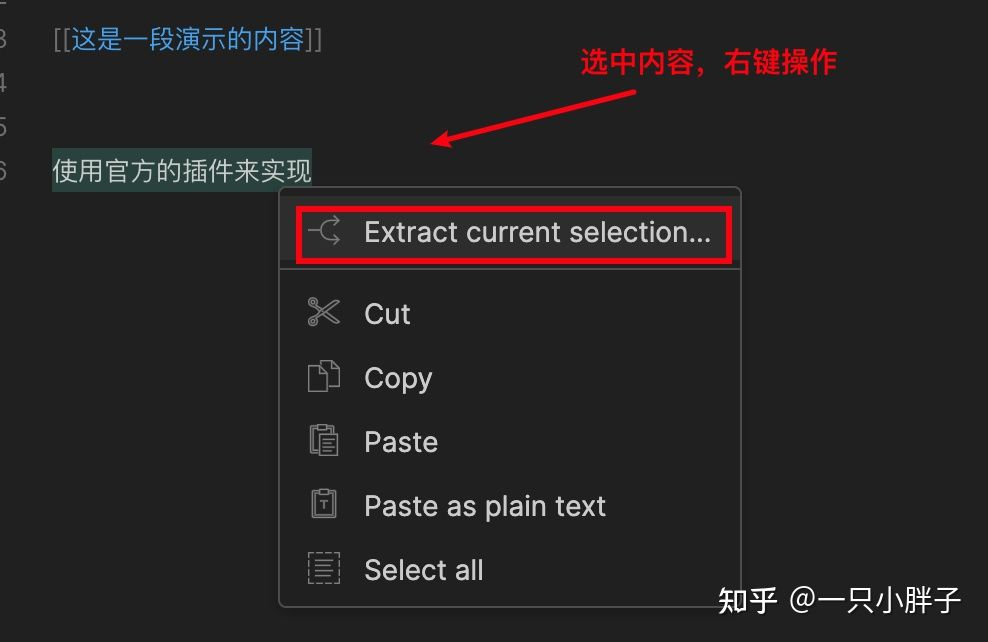 3
[[这是一段演示的内容]]
选中内容，右键操作
4
5
6
使用官方的插件来实现
Extract current selection...
Cut
Copy
Paste
Paste as plain text
Select all
知乎 @一只小胖子